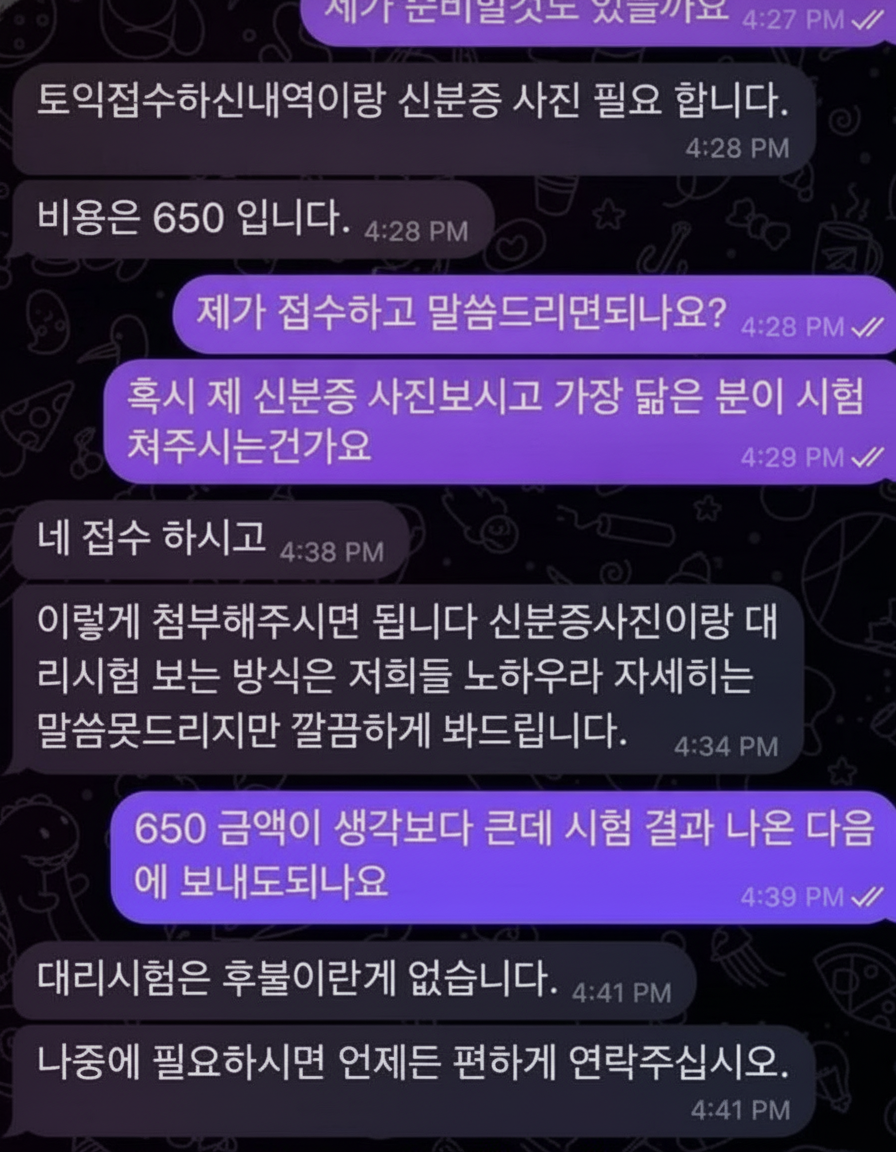 제가 준비할것도 있을까요 4:27 PM
토익접수하신내역이랑 신분증 사진 필요 합니다.
4:28 PM
비용은 650 입니다. 4:28 PM
제가 접수하고 말씀드리면되나요? 4:28 PM
혹시 제 신분증 사진보시고 가장 닮은 분이 시험
쳐주시는건가요 4:29 PM
네 접수 하시고 4:38 PM
이렇게 첨부해주시면 됩니다 신분증사진이랑 대
리시험 보는 방식은 저희들 노하우라 자세히는
말씀못드리지만 깔끔하게 봐드립니다. 4:34 PM
650 금액이 생각보다 큰데 시험 결과 나온 다음
에 보내도되나요 4:39 PM
대리시험은 후불이란게 없습니다. 4:41 PM
나중에 필요하시면 언제든 편하게 연락주십시오.
4:41 PM